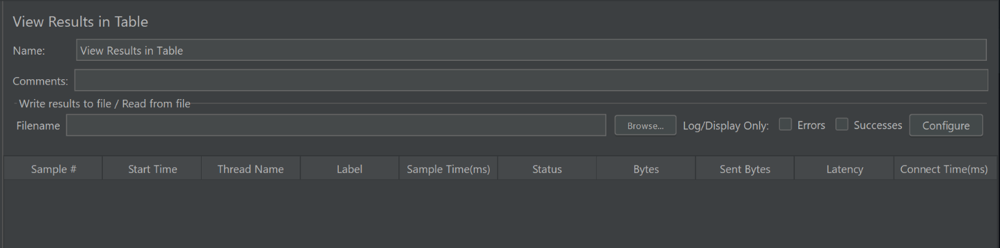 View Results in Table
Name: View Results in Table
Comments:
Write results to file / Read from file
Filename Browse... Log/Display Only: Errors Successes Configure
Sample # Start Time Thread Name Label Sample Time(ms) Status Bytes Sent Bytes Latency Connect Time(ms)